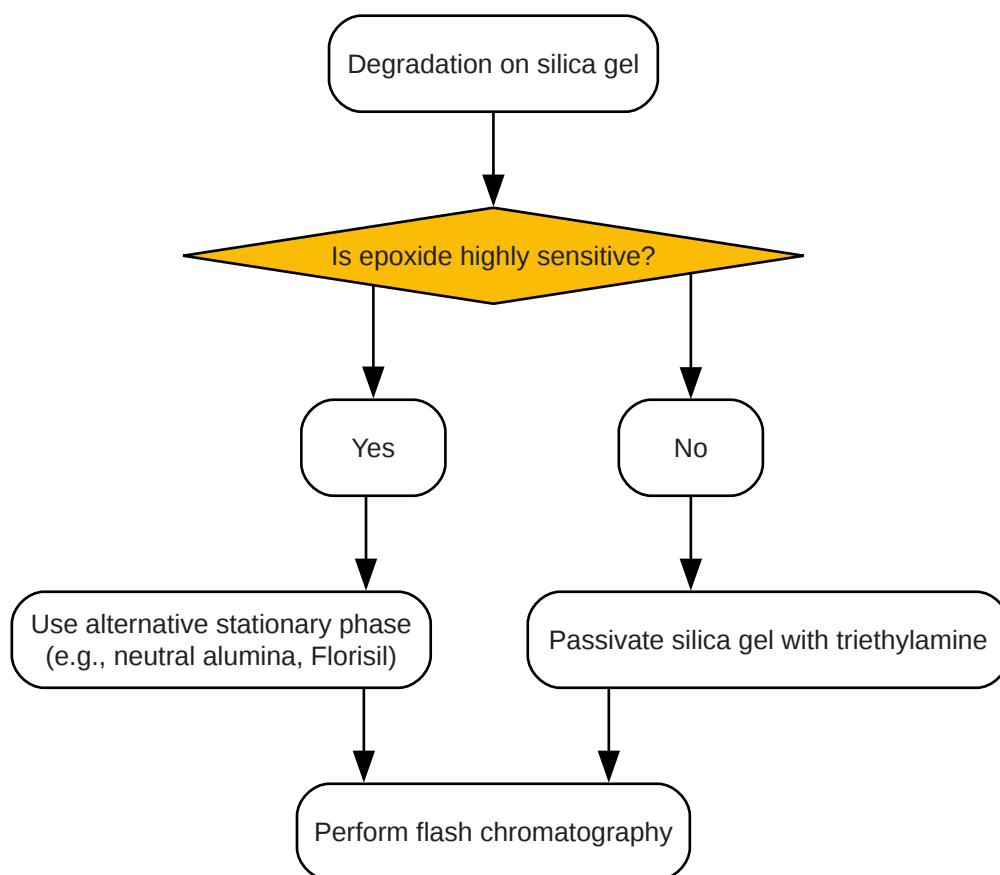 Degradation on silica gel
Is epoxide highly sensitive?
Yes
No
Use alternative stationary phase
(e.g., neutral alumina, Florisil)
Passivate silica gel with triethylamine
Perform flash chromatography